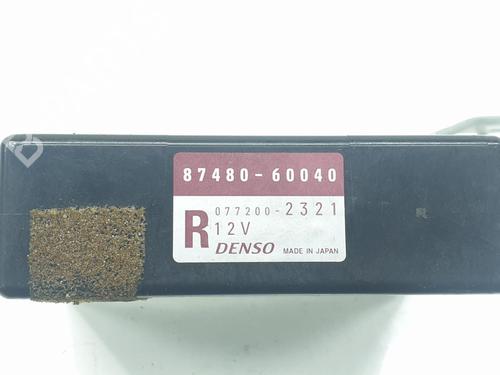 87480-60040
R 077200-2321
12V
DENSO MADE IN JAPAN